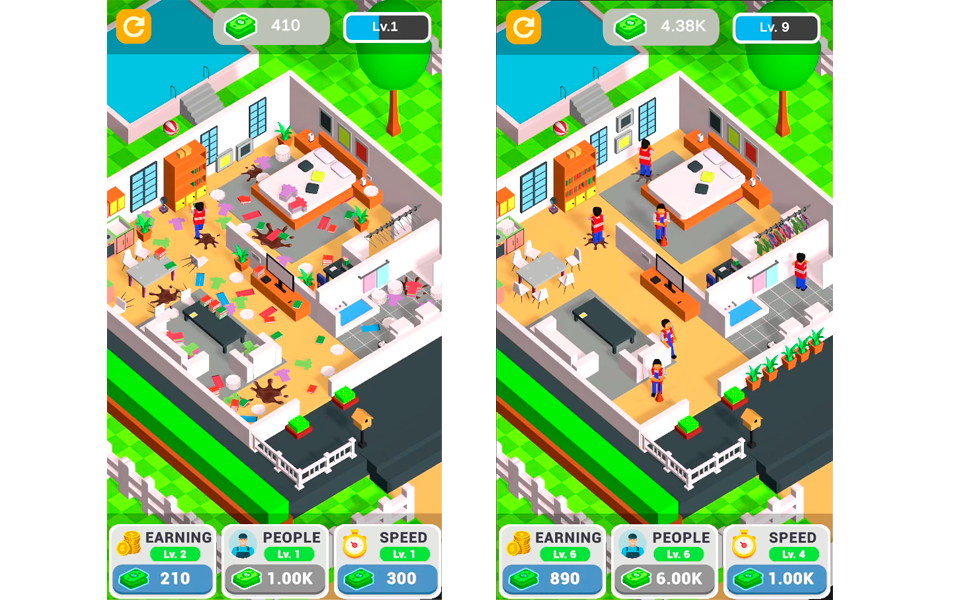 410
Lv.1
EARNING
Lv. 2
210
PEOPLE
Lv. 1
1.00K
SPEED
Lv. 1
300
4.38K
Lv. 9
EARNING
Lv. 6
890
PEOPLE
Lv. 6
6.00K
SPEED
Lv. 4
1.00K